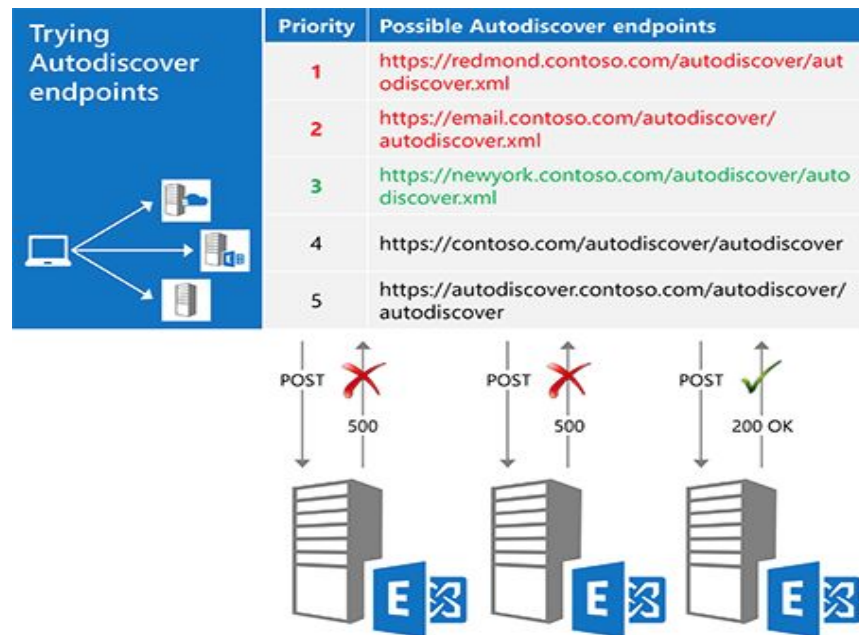 Trying
Autodiscover
endpoints
Priority
Possible Autodiscover endpoints
1
https://redmond.contoso.com/autodiscover/aut
odiscover.xml
2
https://email.contoso.com/autodiscover/
autodiscover.xml
3
https://newyork.contoso.com/autodiscover/auto
discover.xml
4
https://contoso.com/autodiscover/autodiscover
5
https://autodiscover.contoso.com/autodiscover/
autodiscover
POST
500
POST
500
POST
200 OK
E
E
E